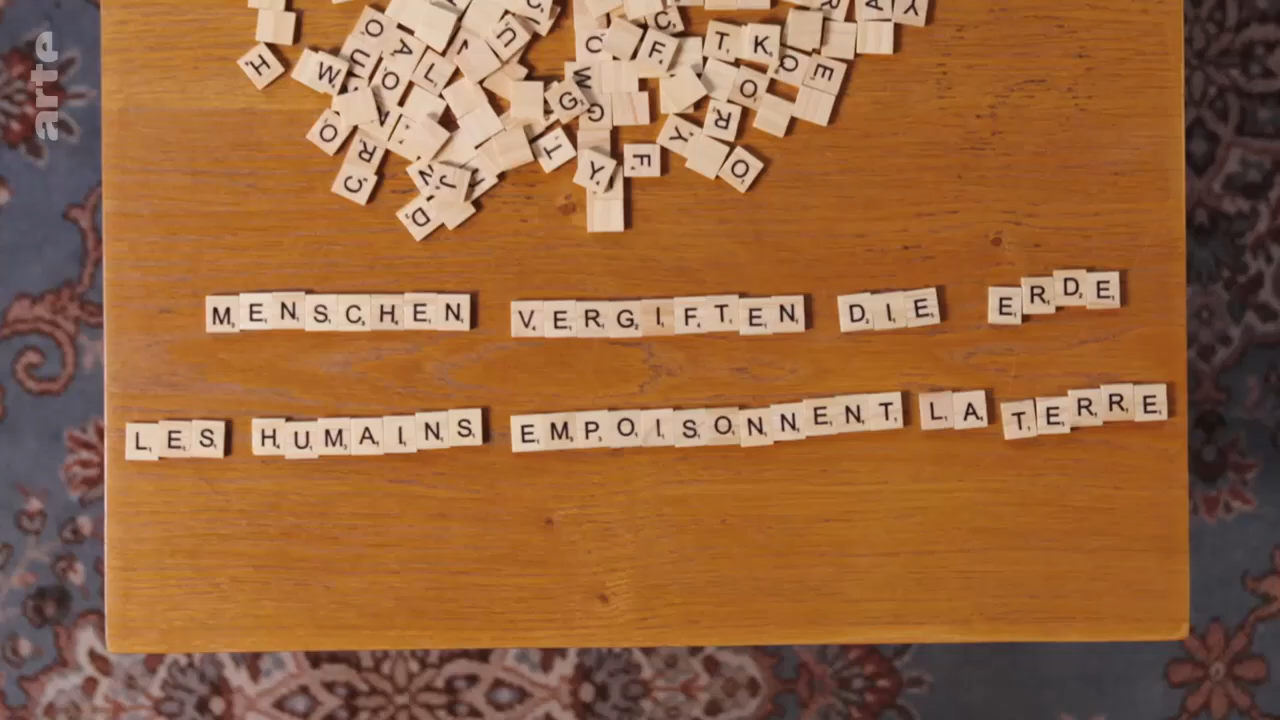 arte
MENSCHEN VERGIFTEN DIE ERDE
LES HUMAINS EMPOISONNENT LA TERRE